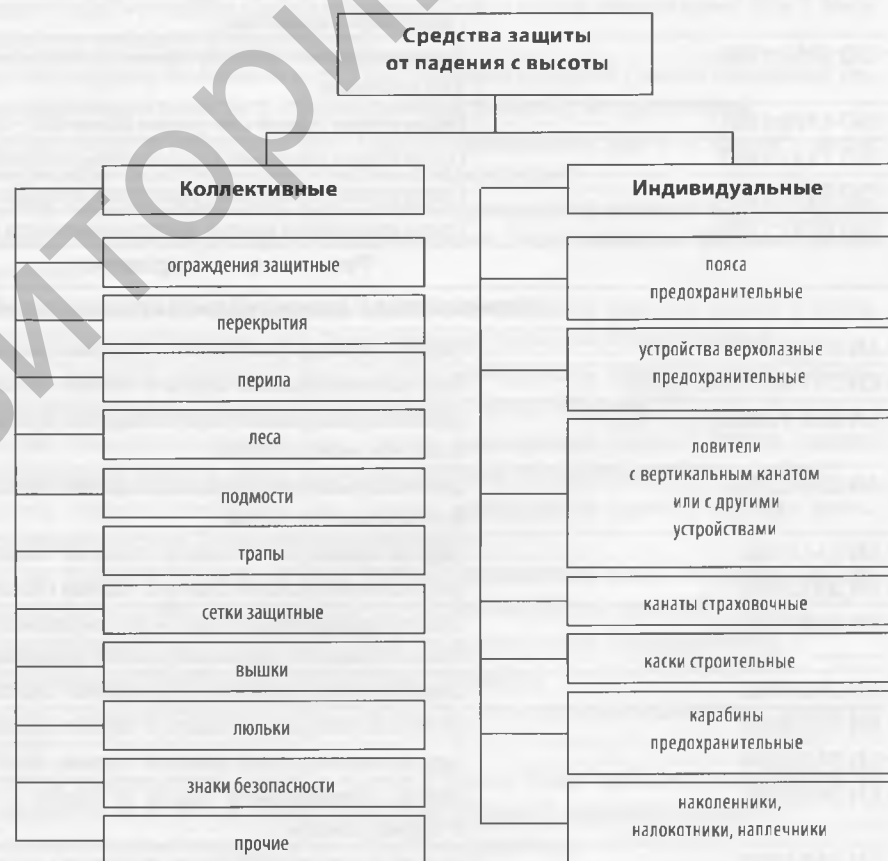 Средства защиты
от падения с высоты
Коллективные
ограждения защитные
перекрытия
перила
леса
подмости
трапы
сетки защитные
вышки
люльки
знаки безопасности
прочие
Индивидуальные
пояса
предохранительные
устройства верхолазные
предохранительные
ловители
с вертикальным канатом
или с другими
устройствами
канаты страховочные
каски строительные
карабины
предохранительные
наколенники,
налокотники, наплечники